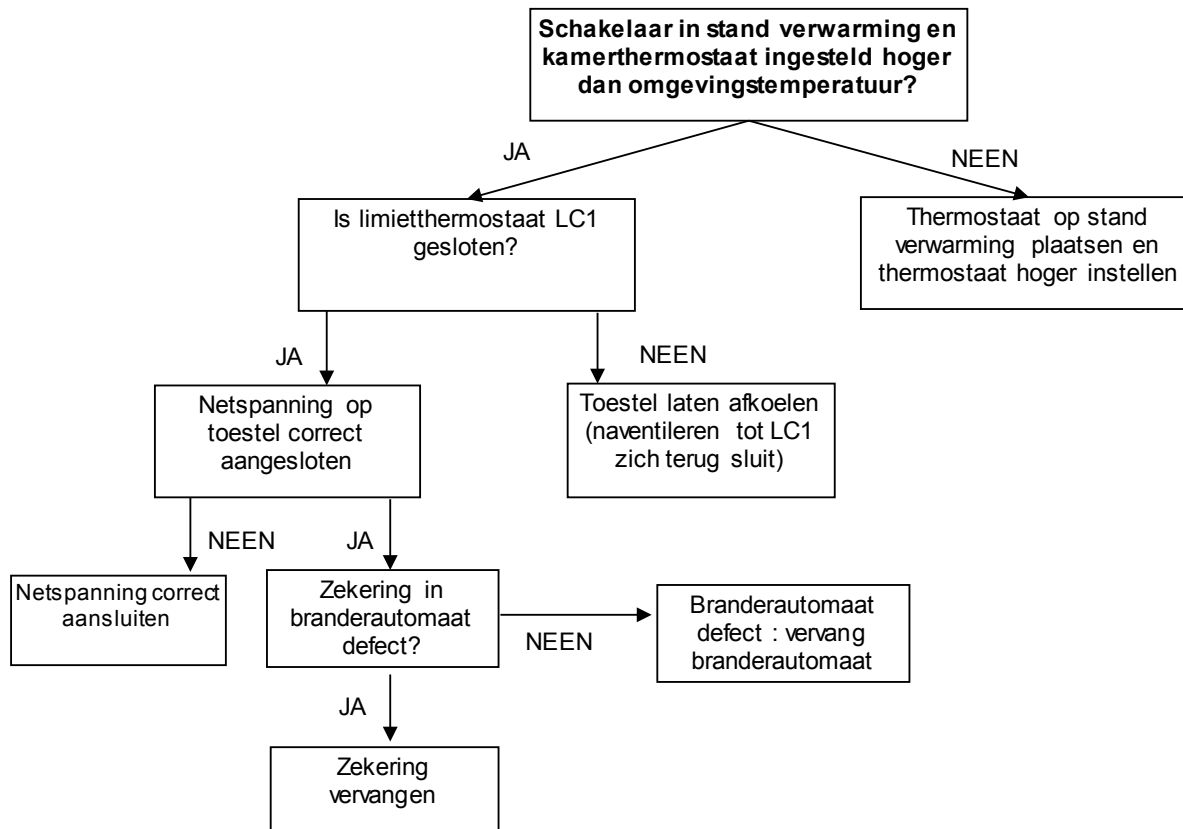 Schakelaar in stand verwarming en
kamerthermostaat ingesteld hoger
dan omgevingstemperatuur?
JA
NEEN
Is limietthermostaat LC1
gesloten?
Thermostaat op stand
verwarming plaatsen en
thermostaat hoger instellen
JA
NEEN
Netspanning op
toestel correct
aangesloten
Toestel laten afkoelen
(naventileren tot LC1
zich terug sluit)
NEEN
JA
Netspanning correct
aansluiten
Zekering in
branderautomaat
defect?
NEEN
Branderautomaat
defect : vervang
branderautomaat
JA
Zekering
vervangen